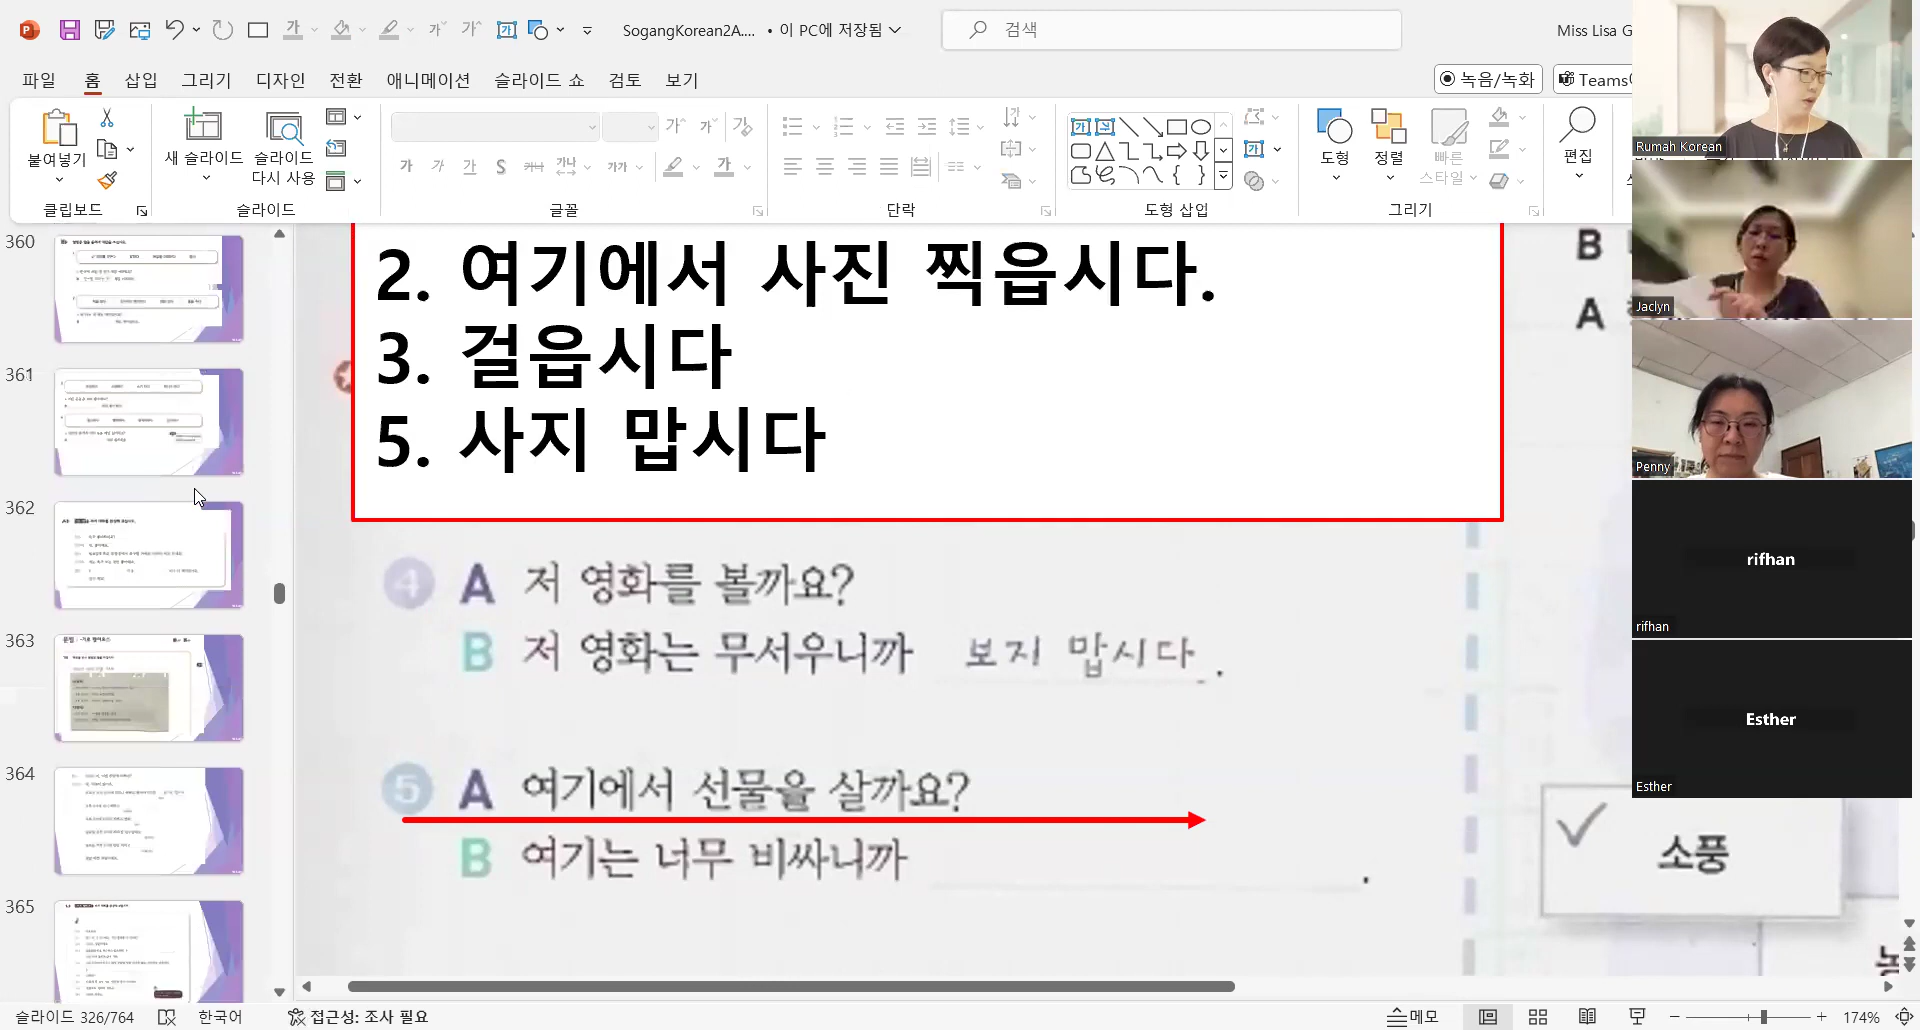 SogangKorean2A.... • 이 PC에 저장됨
검색
Miss Lisa G
파일 홈 삽입 그리기 디자인 전환 애니메이션 슬라이드 쇼 검토 보기
녹음/녹화
Teams
붙여넣기
새 슬라이드
슬라이드 다시 사용
가나
가가
도형
정렬
빠른 스타일
편집
클립보드
슬라이드
글꼴
단락
도형 삽입
그리기
360
361
362
363
364
365
2. 여기에서 사진 찍읍시다.
3. 걸읍시다
5. 사지 맙시다
4 A 저 영화를 볼까요?
B 저 영화는 무서우니까 보지 맙시다.
5 A 여기에서 선물을 살까요?
B 여기는 너무 비싸니까 .
B
A
소풍
Rumah Korean
Jaclyn
Penny
rifhan
rifhan
Esther
Esther
슬라이드 326/764
한국어
접근성: 조사 필요
메모
174%